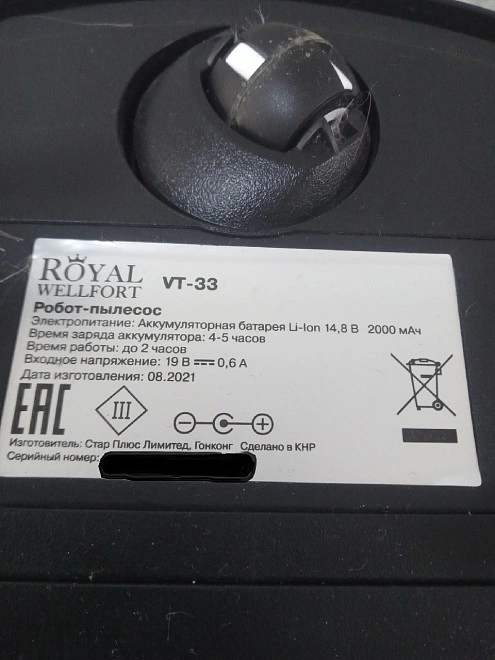 ROYAL
WELLFORT
VT-33
Робот-пылесос
Электропитание: Аккумуляторная батарея Li-Ion 14,8 В 2000 мАч
Время заряда аккумулятора: 4-5 часов
Время работы: до 2 часов
Входное напряжение: 19 В 0,6 А
Дата изготовления: 08.2021
EAC
III
Изготовитель: Стар Плюс Лимитед, Гонконг Сделано в КНР
Серийный номер: